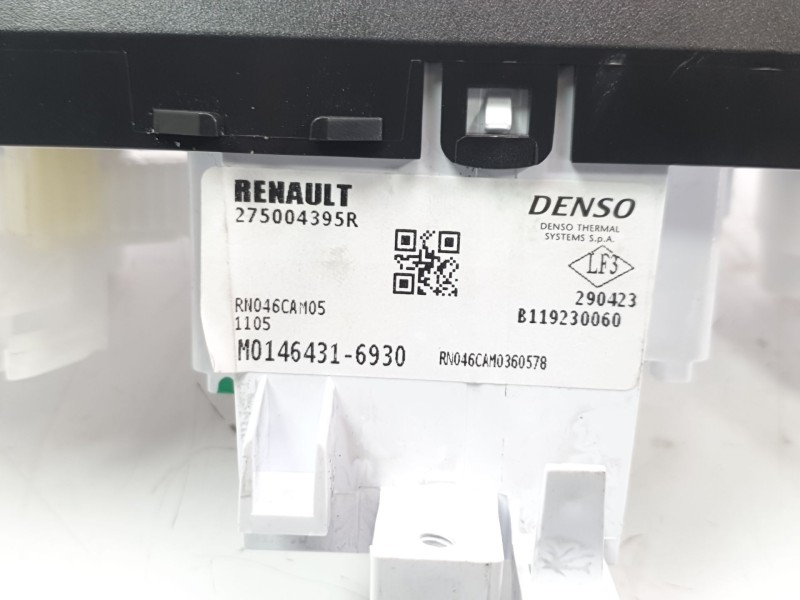 RENAULT
275004395R
DENSO
DENSO THERMAL
SYSTEMS S.p.A.
LF3
290423
B119230060
RN046CAM05
1105
M0146431-6930
RN046CAM0360578